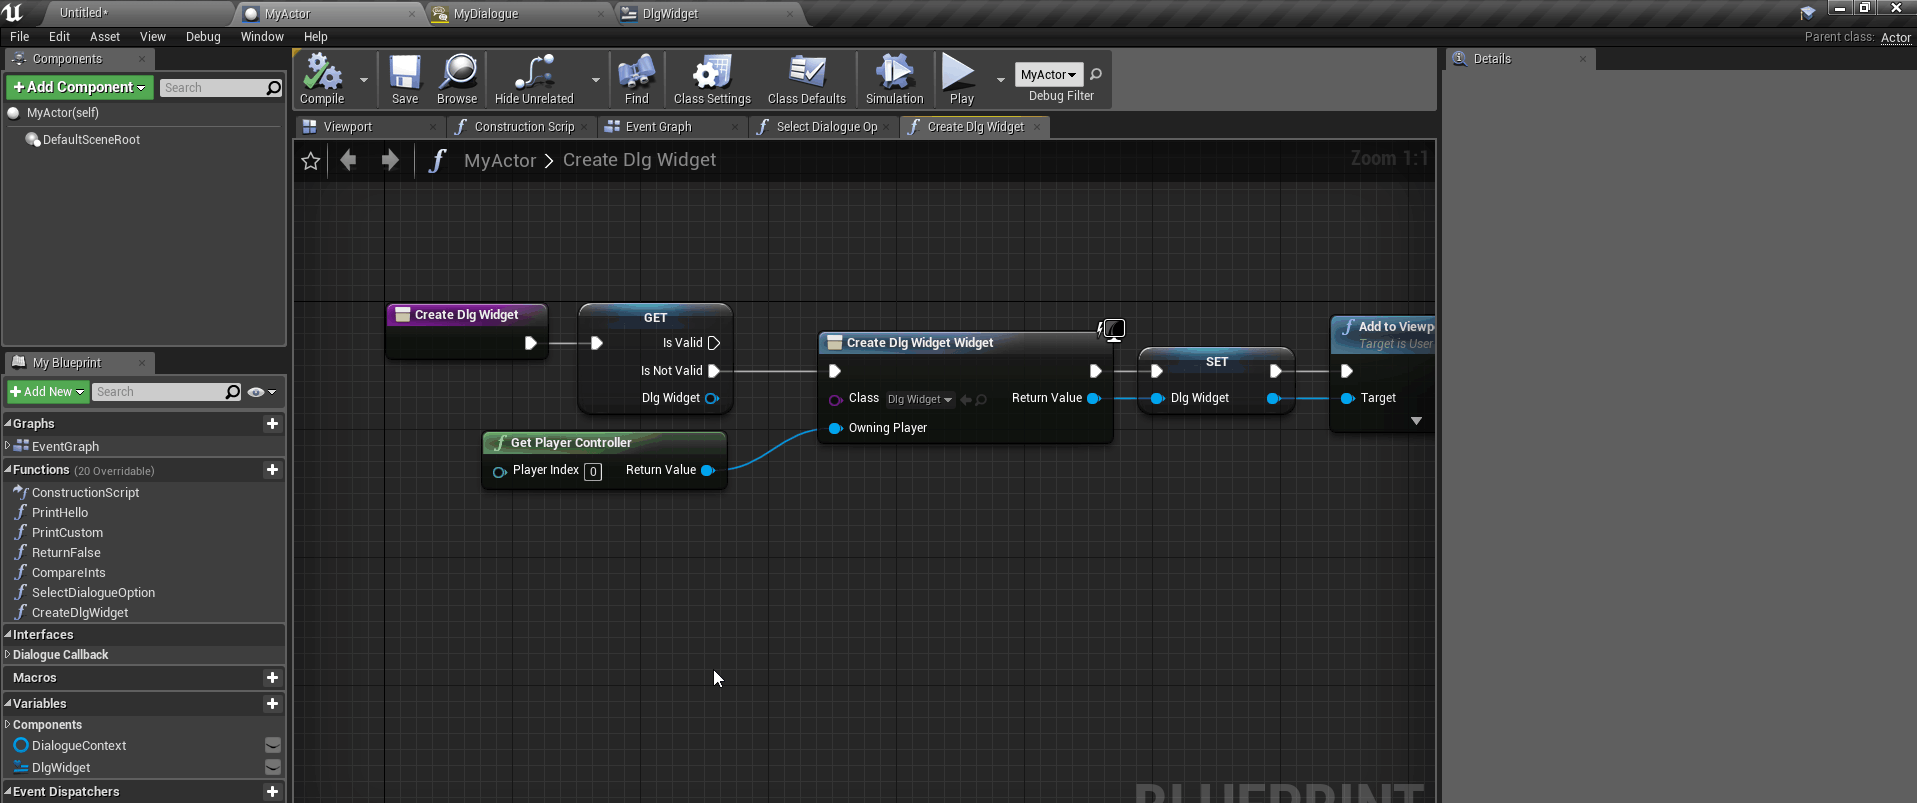 Untitled*
MyActor
MyDialogue
DlgWidget
File Edit Asset View Debug Window Help
Parent class: Actor
Components
+Add Component
Search
MyActor(self)
DefaultSceneRoot
Compile
Save
Browse
Hide Unrelated
Find
Class Settings
Class Defaults
Simulation
Play
MyActor
Debug Filter
Details
Viewport
Construction Scrip
Event Graph
Select Dialogue Op
Create Dlg Widget
MyActor > Create Dlg Widget
Zoom 1:1
Create Dlg Widget
GET
Is Valid
Is Not Valid
Dlg Widget
Get Player Controller
Player Index 0
Return Value
Create Dlg Widget Widget
Class Dlg Widget
Return Value
Owning Player
SET
Dlg Widget
Add to Viewp
Target is User
Target
BLUEPRINT
My Blueprint
+Add New
Search
Graphs
EventGraph
Functions (20 Overridable)
ConstructionScript
PrintHello
PrintCustom
ReturnFalse
CompareInts
SelectDialogueOption
CreateDlgWidget
Interfaces
Dialogue Callback
Macros
Variables
Components
DialogueContext
DlgWidget
Event Dispatchers